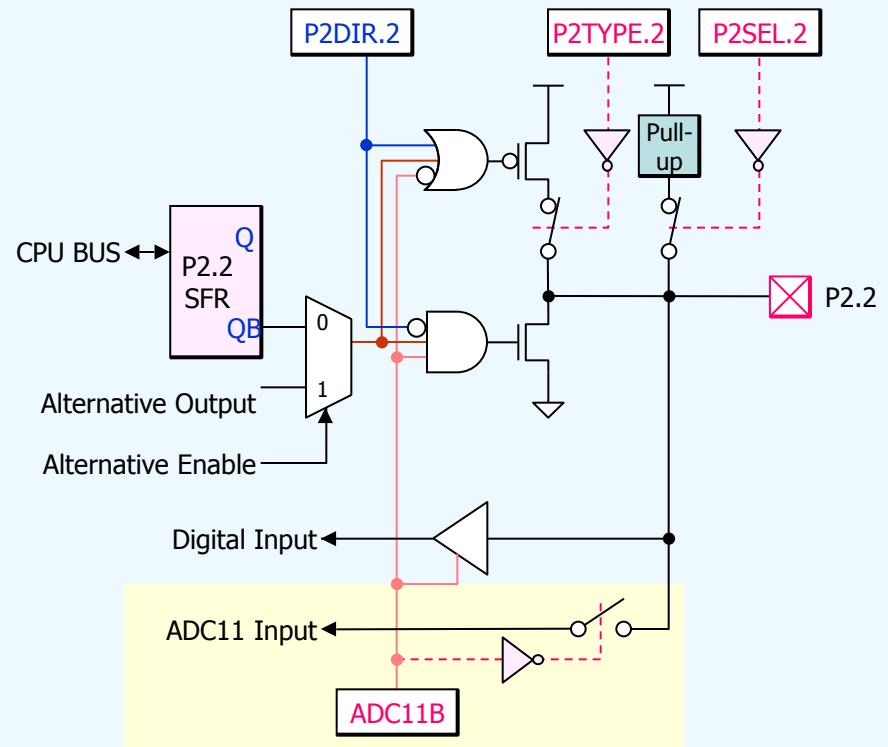 P2DIR.2
P2TYPE.2
P2SEL.2
Pull-
up
Q
CPU BUS
P2.2
SFR
QB
0
1
P2.2
Alternative Output
Alternative Enable
Digital Input
ADC11 Input
ADC11B